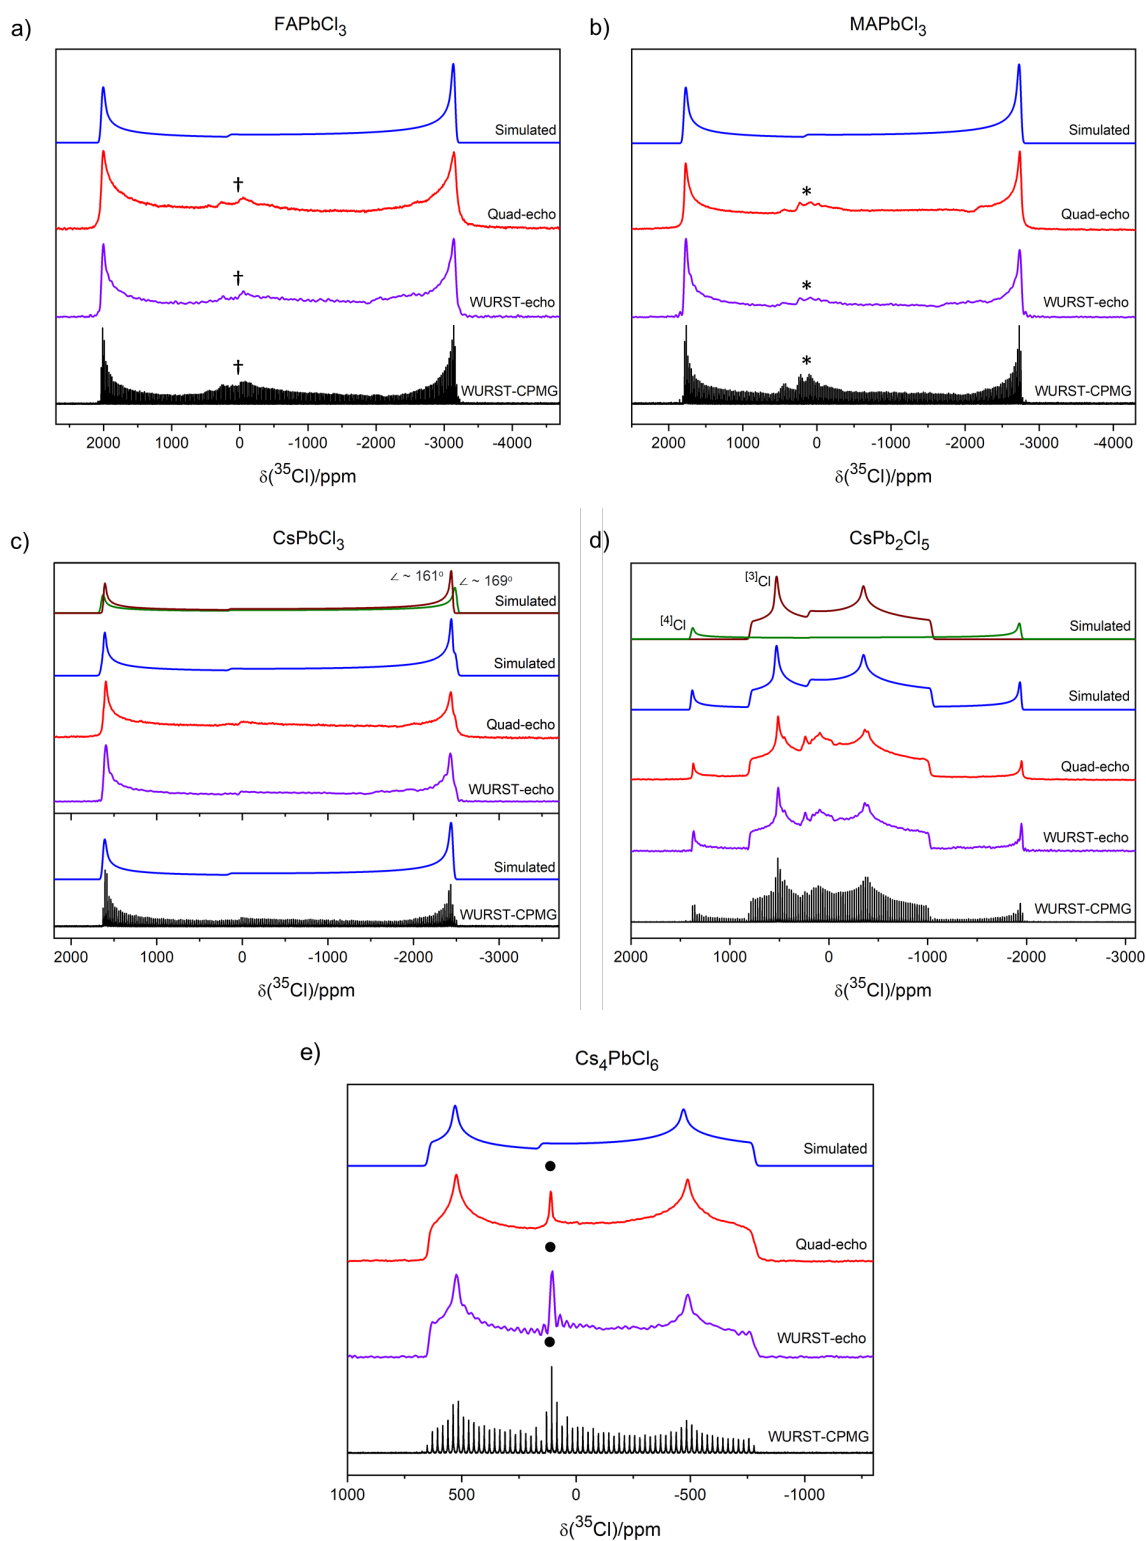 a)
FAPbCl3
†
†
†
Simulated
Quad-echo
WURST-echo
WURST-CPMG
2000 1000 0 -1000 -2000 -3000 -4000
δ(35Cl)/ppm
b)
MAPbCl3
*
*
*
Simulated
Quad-echo
WURST-echo
WURST-CPMG
2000 1000 0 -1000 -2000 -3000 -4000
δ(35Cl)/ppm
c)
CsPbCl3
∠ ~ 161° ∠ ~ 169°
Simulated
Simulated
Quad-echo
WURST-echo
Simulated
WURST-CPMG
2000 1000 0 -1000 -2000 -3000
δ(35Cl)/ppm
d)
CsPb2Cl5
[3]Cl
[4]Cl
Simulated
Simulated
Quad-echo
WURST-echo
WURST-CPMG
2000 1000 0 -1000 -2000 -3000
δ(35Cl)/ppm
e)
Cs4PbCl6
Simulated
Quad-echo
WURST-echo
WURST-CPMG
1000 500 0 -500 -1000
δ(35Cl)/ppm